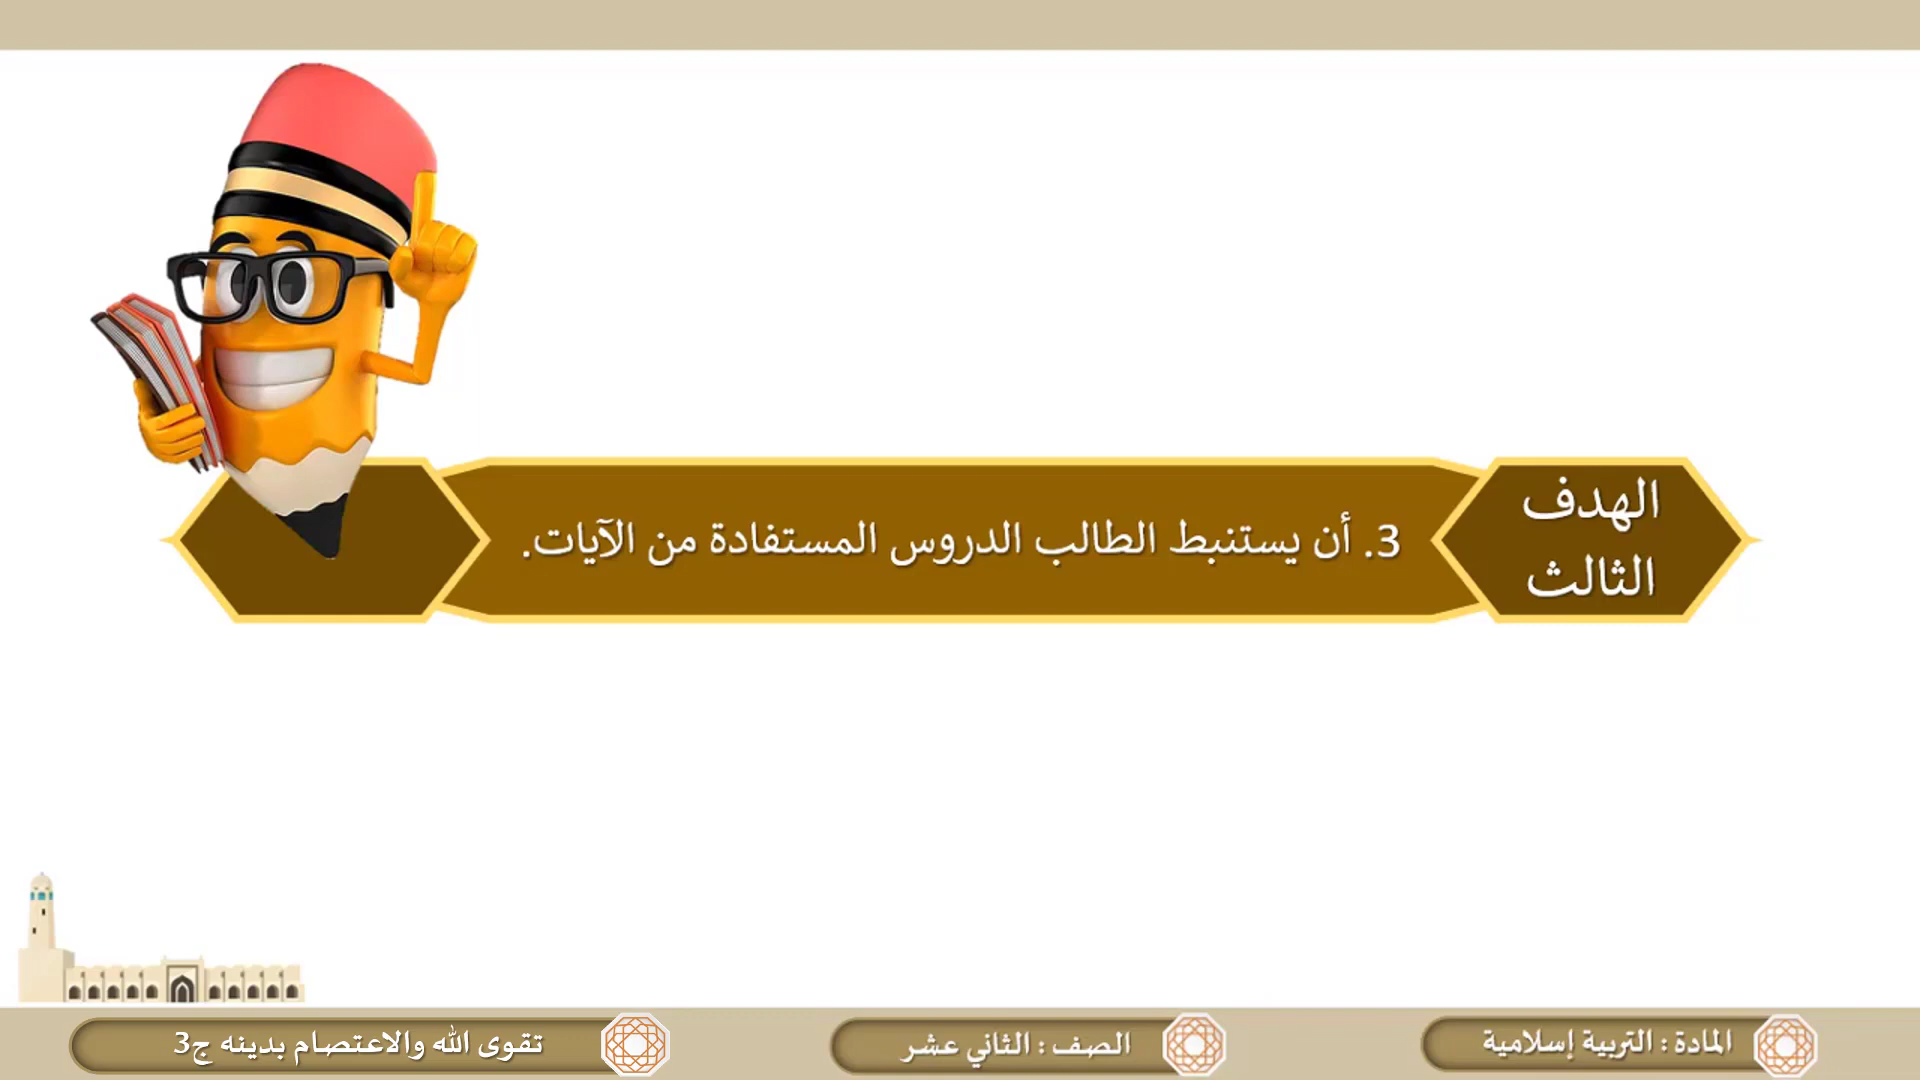 الهدف
الثالث
3. أن يستنبط الطالب الدروس المستفادة من الآيات.
المادة : التربية إسلامية
الصف : الثاني عشر
تقوى الله والاعتصام بدينه ج3